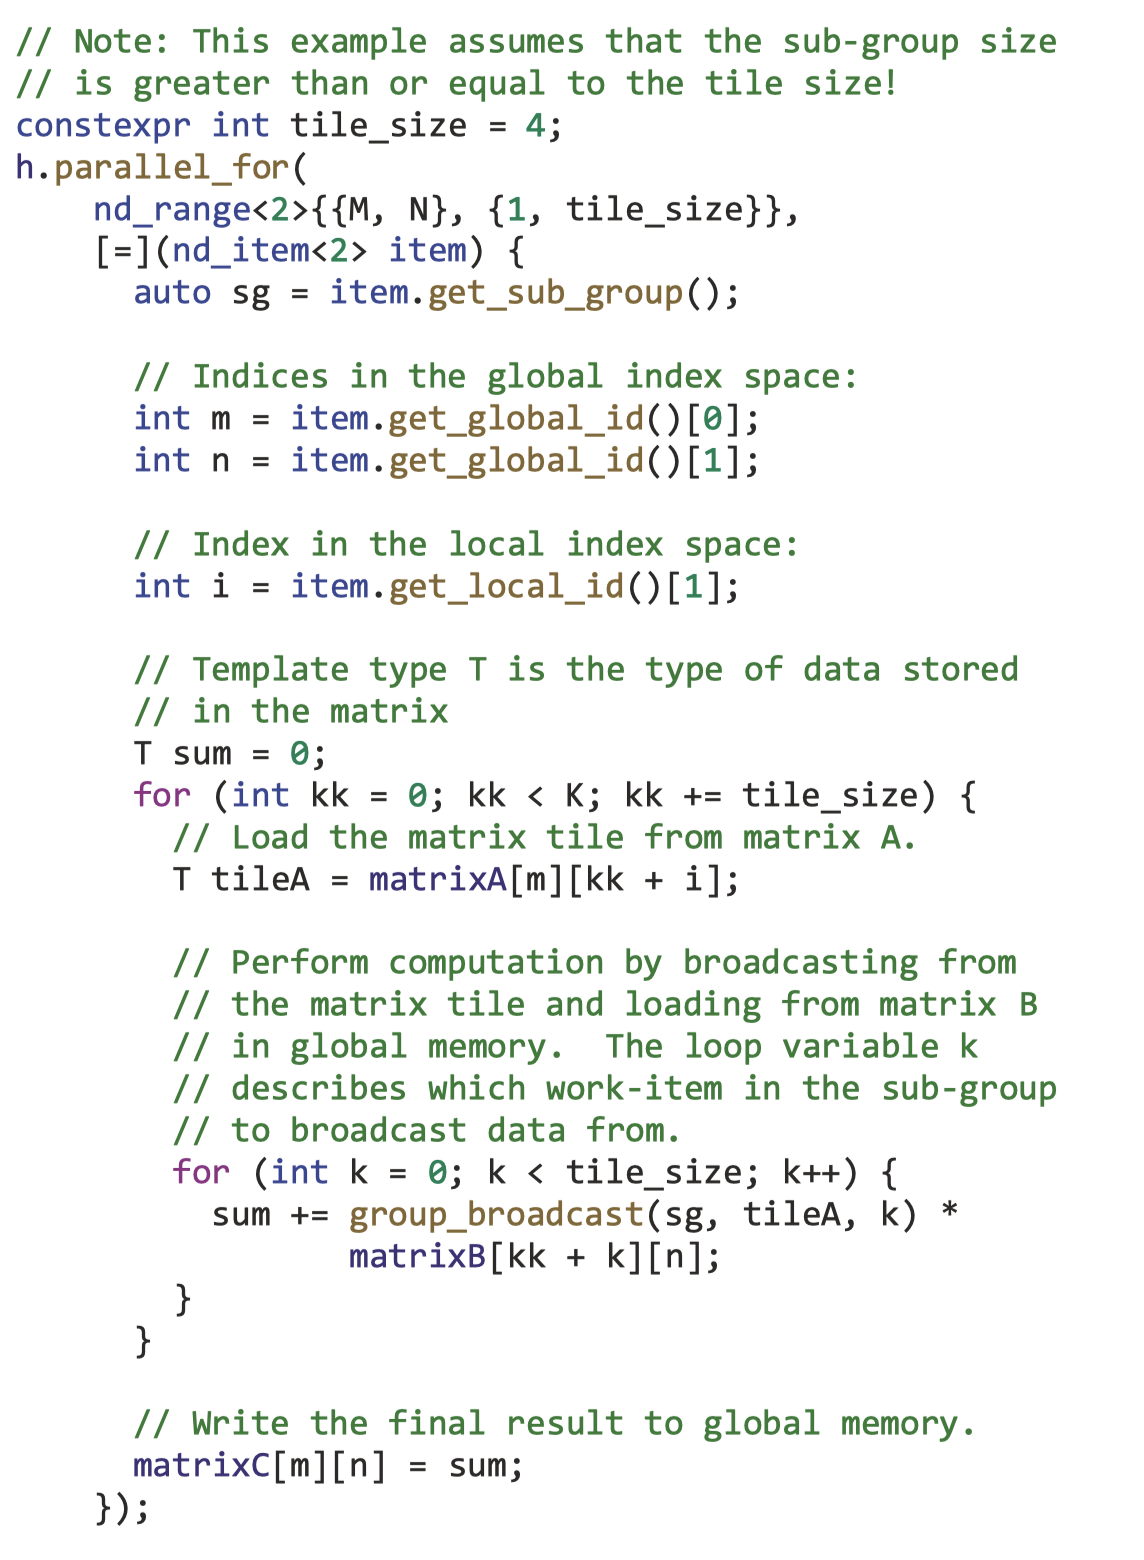 // Note: This example assumes that the sub-group size
// is greater than or equal to the tile size!
constexpr int tile_size = 4;
h.parallel_for(
    nd_range<2>{{M, N}, {1, tile_size}},
    [=](nd_item<2> item) {
      auto sg = item.get_sub_group();

      // Indices in the global index space:
      int m = item.get_global_id()[0];
      int n = item.get_global_id()[1];

      // Index in the local index space:
      int i = item.get_local_id()[1];

      // Template type T is the type of data stored
      // in the matrix
      T sum = 0;
      for (int kk = 0; kk < K; kk += tile_size) {
        // Load the matrix tile from matrix A.
        T tileA = matrixA[m][kk + i];

        // Perform computation by broadcasting from
        // the matrix tile and loading from matrix B
        // in global memory.  The loop variable k
        // describes which work-item in the sub-group
        // to broadcast data from.
        for (int k = 0; k < tile_size; k++) {
          sum += group_broadcast(sg, tileA, k) *
                 matrixB[kk + k][n];
        }
      }

      // Write the final result to global memory.
      matrixC[m][n] = sum;
    });